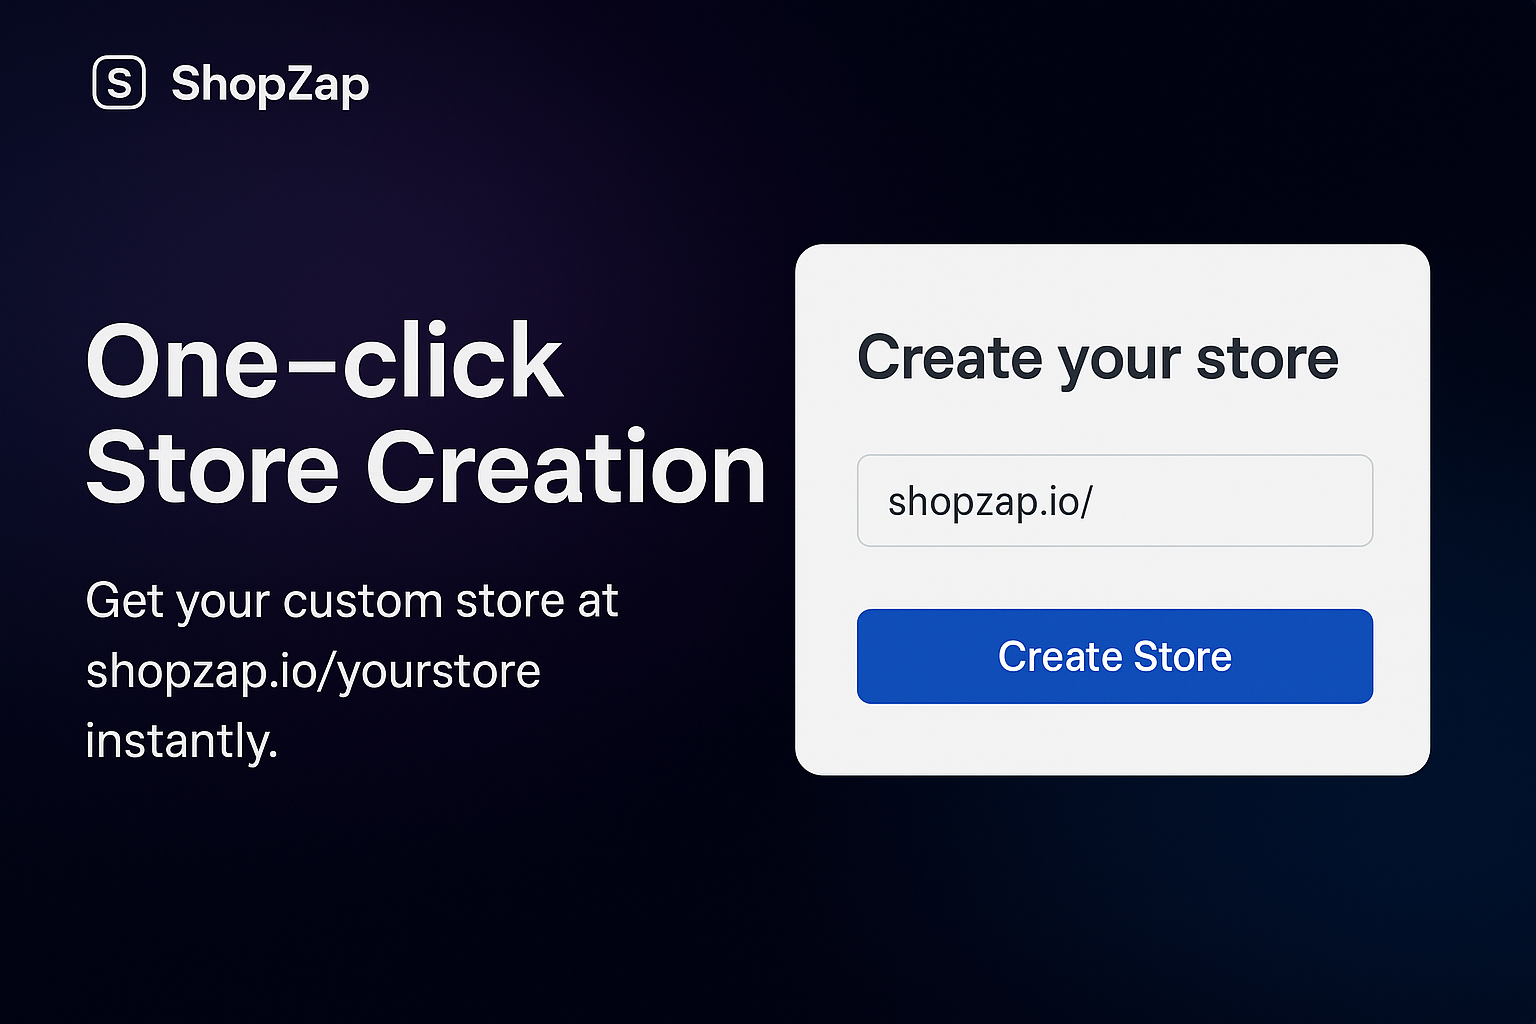 S ShopZap
One–click
Store Creation
Get your custom store at
shopzap.io/yourstore
instantly.
Create your store
shopzap.io/
Create Store